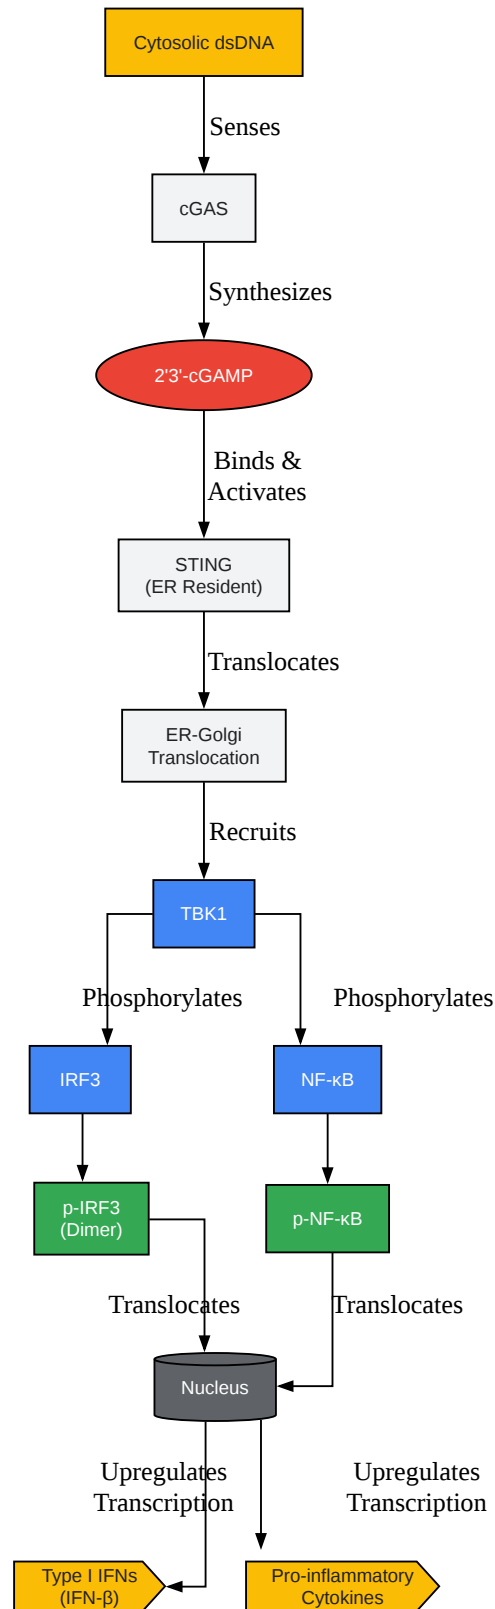 Cytosolic dsDNA
Senses
cGAS
Synthesizes
2'3'-cGAMP
Binds &
Activates
STING
(ER Resident)
Translocates
ER-Golgi
Translocation
Recruits
TBK1
Phosphorylates
Phosphorylates
IRF3
NF-κB
p-IRF3
(Dimer)
p-NF-κB
Translocates
Translocates
Nucleus
Upregulates
Transcription
Upregulates
Transcription
Type I IFNs
(IFN-β)
Pro-inflammatory
Cytokines